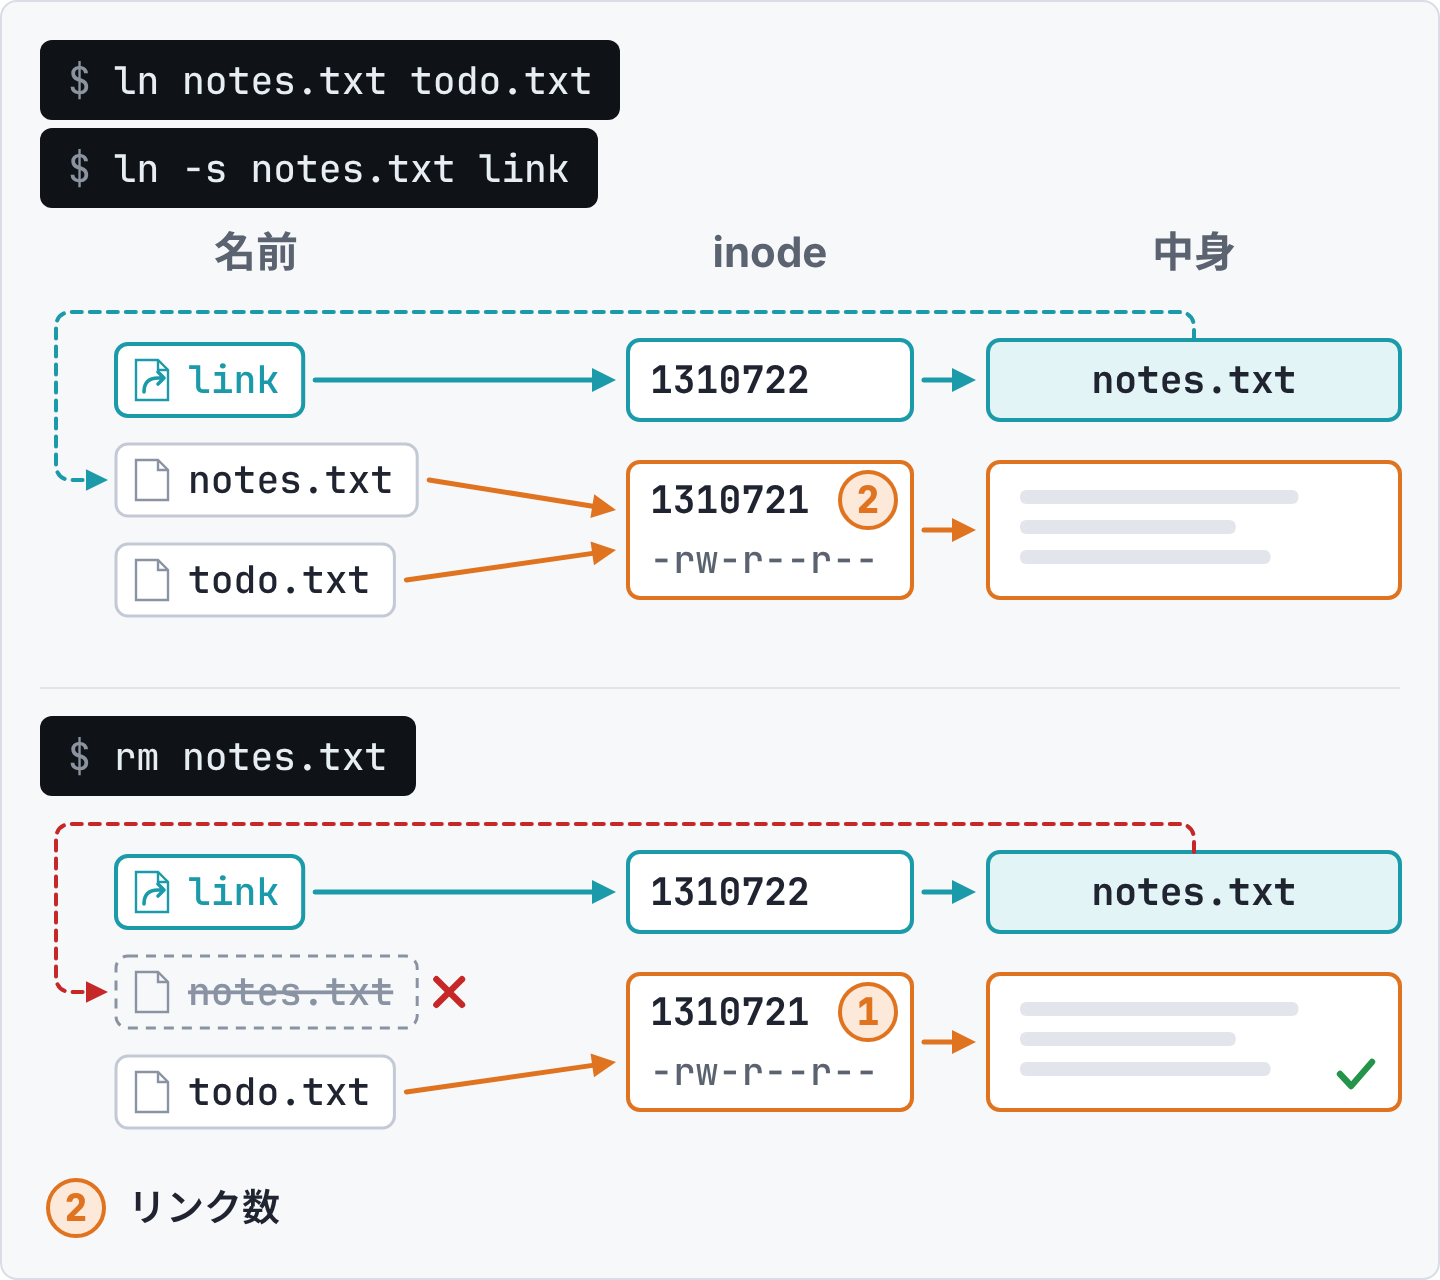 $ ln notes.txt todo.txt
$ ln -s notes.txt link
名前 inode 中身
link 1310722 notes.txt
notes.txt 1310721 2
-rw-r--r--
todo.txt
$ rm notes.txt
link 1310722 notes.txt
notes.txt 1310721 1
-rw-r--r--
todo.txt
2 リンク数